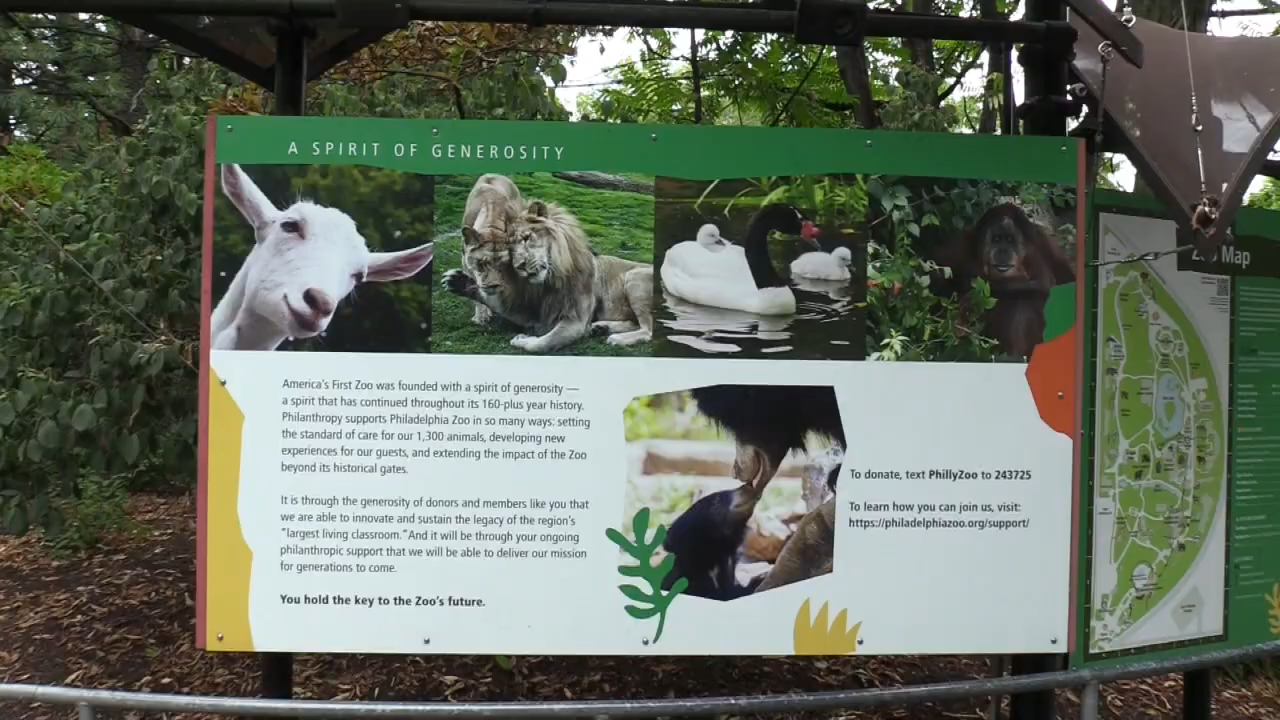 A SPIRIT OF GENEROSITY
America's First Zoo was founded with a spirit of generosity —
a spirit that has continued throughout its 160-plus year history.
Philanthropy supports Philadelphia Zoo in so many ways: setting
the standard of care for our 1,300 animals, developing new
experiences for our guests, and extending the impact of the Zoo
beyond its historical gates.
It is through the generosity of donors and members like you that
we are able to innovate and sustain the legacy of the region's
"largest living classroom." And it will be through your ongoing
philanthropic support that we will be able to deliver our mission
for generations to come.
You hold the key to the Zoo's future.
To donate, text PhillyZoo to 243725
To learn how you can join us, visit:
https://philadelphiazoo.org/support/
Map